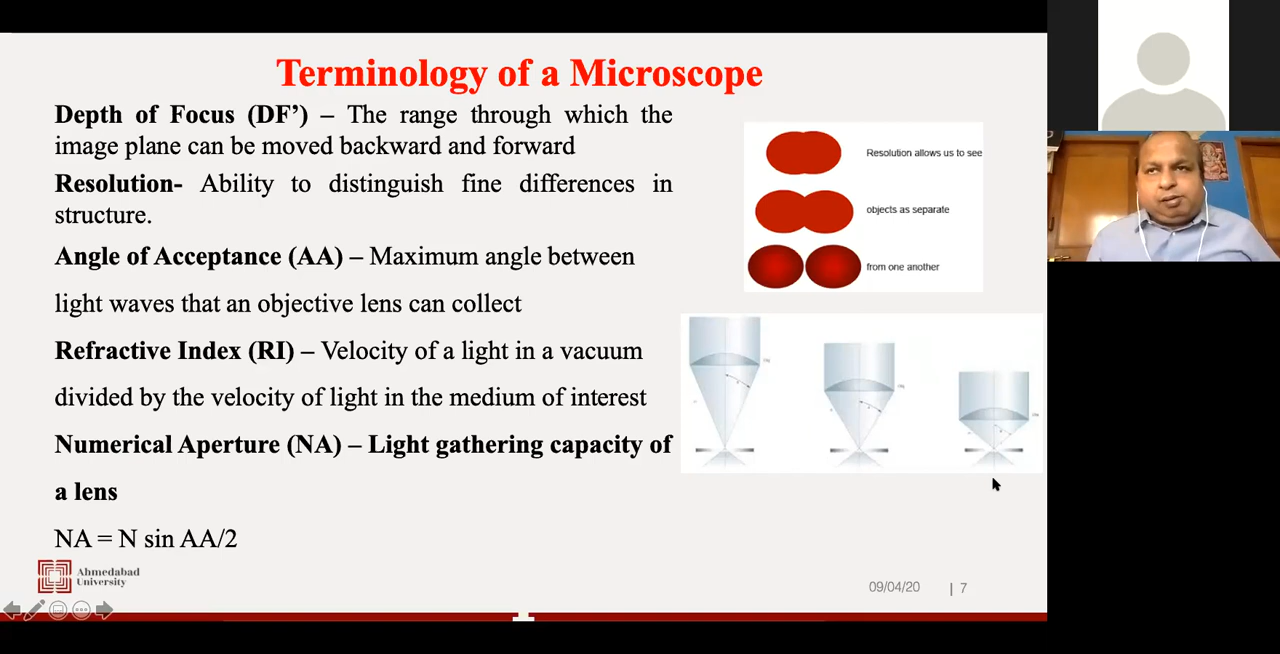 Terminology of a Microscope
Depth of Focus (DF’) – The range through which the
image plane can be moved backward and forward
Resolution- Ability to distinguish fine differences in
structure.
Angle of Acceptance (AA) – Maximum angle between
light waves that an objective lens can collect
Refractive Index (RI) – Velocity of a light in a vacuum
divided by the velocity of light in the medium of interest
Numerical Aperture (NA) – Light gathering capacity of
a lens
NA = N sin AA/2
Resolution allows us to see
objects as separate
from one another
Ahmedabad
University
09/04/20 | 7